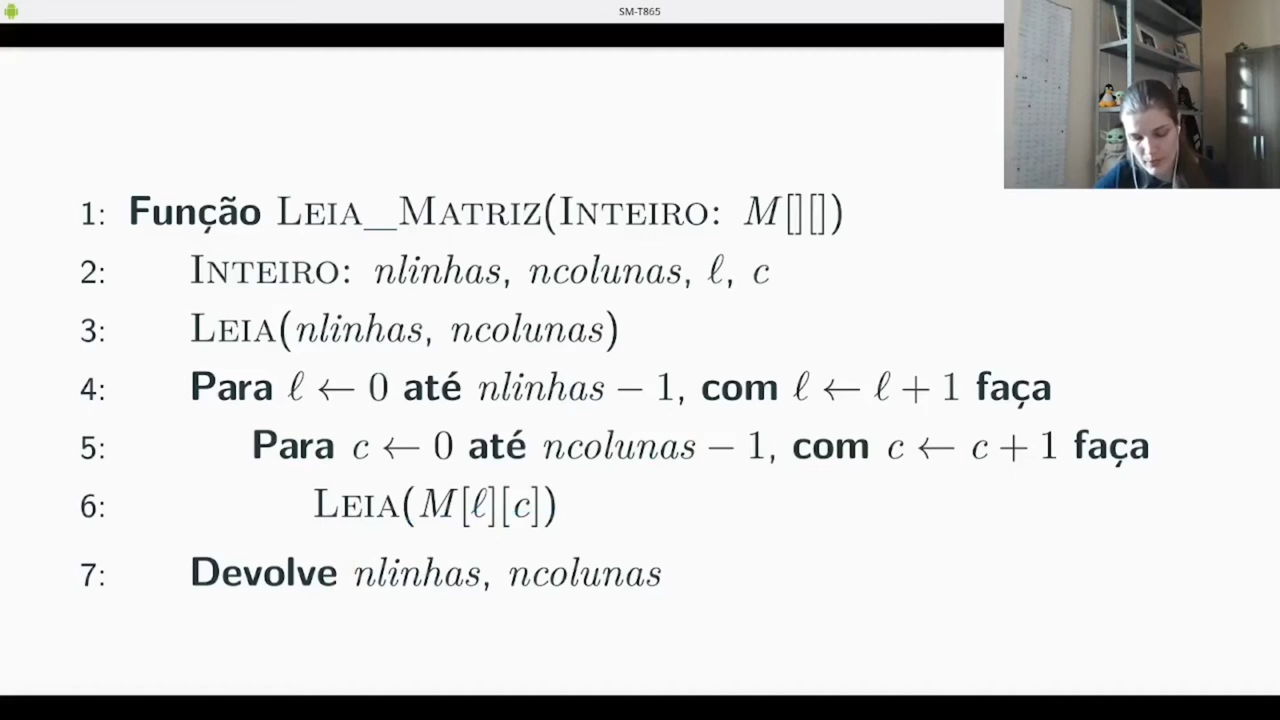 SM-T865
1: Função LEIA_MATRIZ(INTEIRO: M[][])
2: INTEIRO: nlinhas, ncolunas, ℓ, c
3: LEIA(nlinhas, ncolunas)
4: Para ℓ ← 0 até nlinhas − 1, com ℓ ← ℓ + 1 faça
5: Para c ← 0 até ncolunas − 1, com c ← c + 1 faça
6: LEIA(M[ℓ][c])
7: Devolve nlinhas, ncolunas